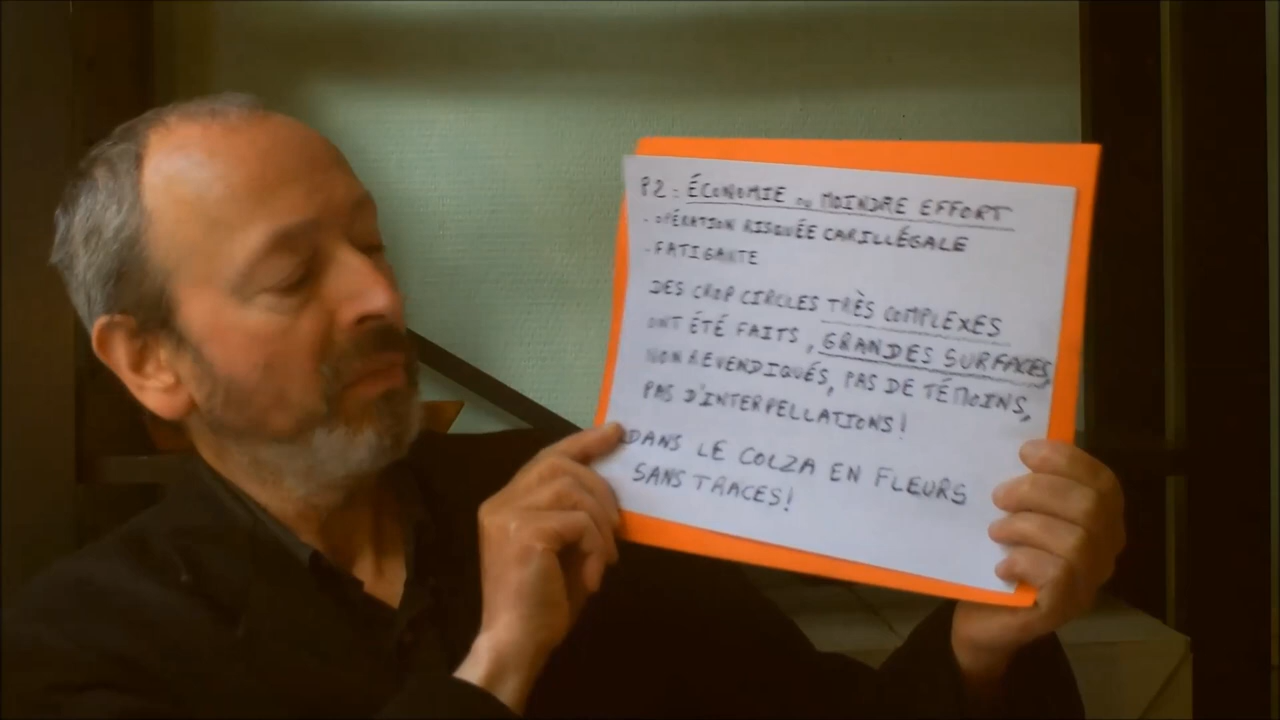 P2 : ÉCONOMIE OU MOINDRE EFFORT
- OPÉRATION RISQUÉE CAR ILLÉGALE
- FATIGANTE
DES CROP CIRCLES TRÈS COMPLEXES
ONT ÉTÉ FAITS, GRANDES SURFACES,
NON REVENDIQUÉS, PAS DE TÉMOINS,
PAS D'INTERPELLATIONS !
DANS LE COLZA EN FLEURS
SANS TRACES !